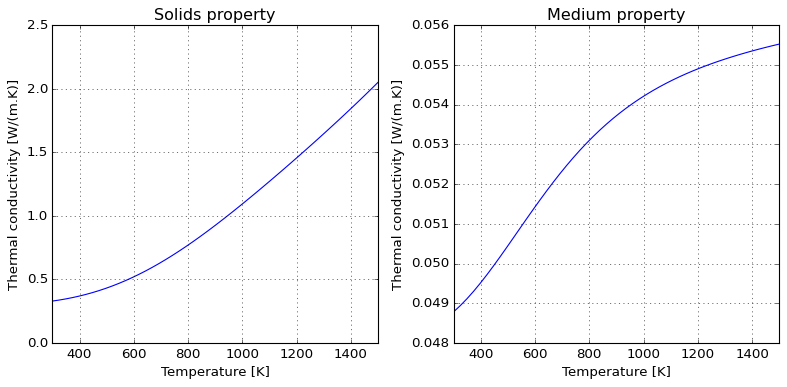 Solids property
Thermal conductivity [W/(m.K)]
2.5
2.0
1.5
1.0
0.5
0.0
400 600 800 1000 1200 1400
Temperature [K]
Medium property
Thermal conductivity [W/(m.K)]
0.056
0.055
0.054
0.053
0.052
0.051
0.050
0.049
0.048
400 600 800 1000 1200 1400
Temperature [K]